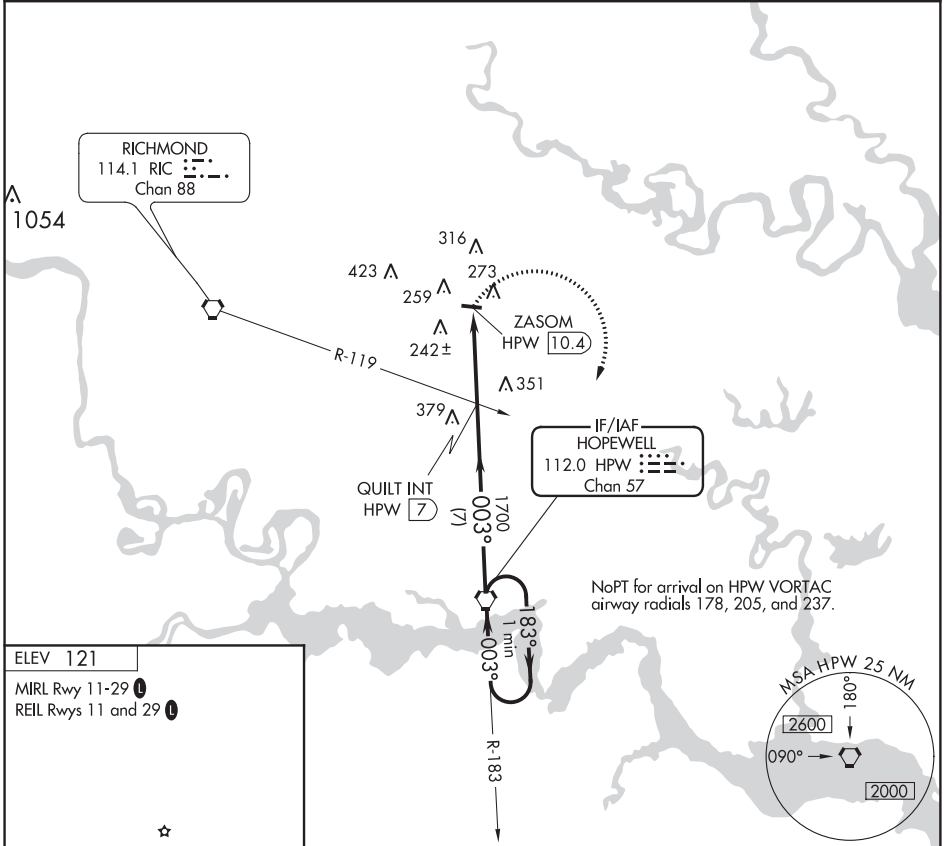 RICHMOND
114.1 RIC
Chan 88
1054
316
423
273
259
ZASOM
HPW 10.4
242±
R-119
351
379
IF/IAF
HOPEWELL
112.0 HPW
Chan 57
QUILT INT
HPW 7
1700
003°
(7)
NoPT for arrival on HPW VORTAC
airway radials 178, 205, and 237.
183°
1 min
003°
R-183
ELEV 121
MIRL Rwy 11-29 L
REIL Rwys 11 and 29 L
MSA HPW 25 NM
180°
2600
090°
2000